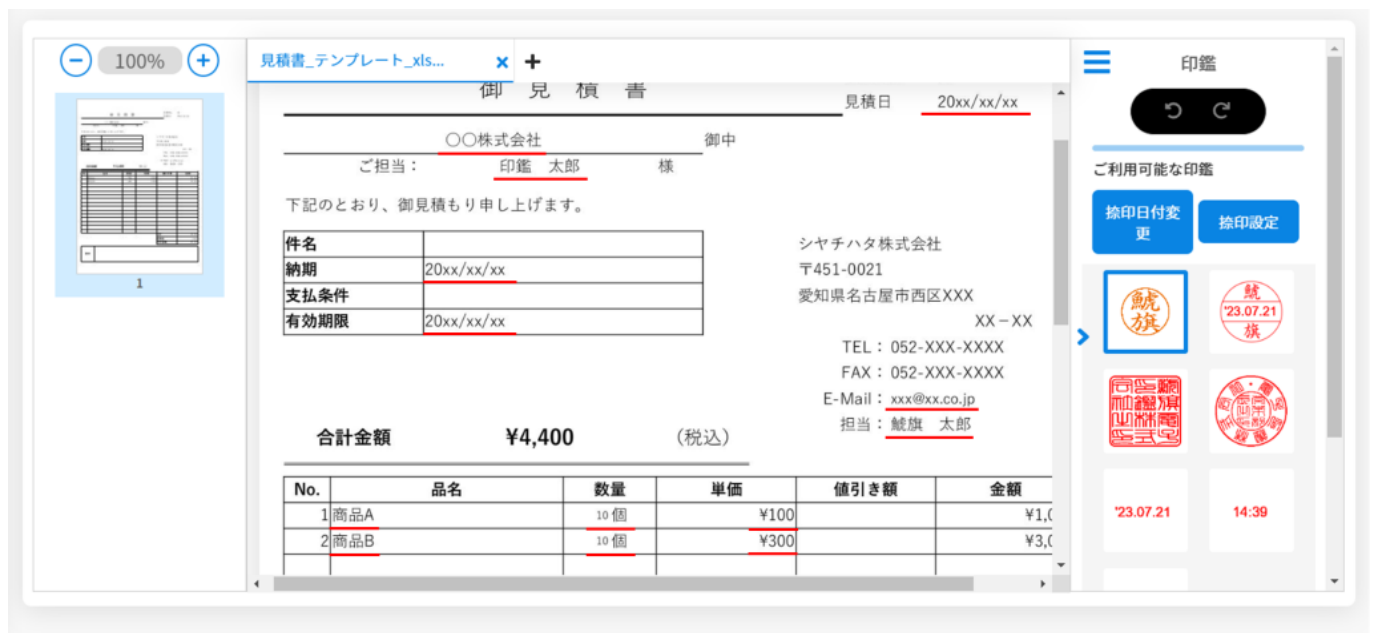 100%
見積書_テンプレート_xls...
御 見 積 書
見積日 20xx/xx/xx
〇〇株式会社 御中
ご担当: 印鑑 太郎 様
下記のとおり、御見積もり申し上げます。
件名
納期 20xx/xx/xx
支払条件
有効期限 20xx/xx/xx
シヤチハタ株式会社
〒451-0021
愛知県名古屋市西区XXX
XX-XX
TEL: 052-XXX-XXXX
FAX: 052-XXX-XXXX
E-Mail: xxx@xx.co.jp
担当: 鯱旗 太郎
合計金額 ¥4,400 (税込)
No. 品名 数量 単価 値引き額 金額
1 商品A 10 個 ¥100 ¥1,0
2 商品B 10 個 ¥300 ¥3,0
1
印鑑
ご利用可能な印鑑
捺印日付変更
捺印設定
鯱旗
鯱 '23.07.21 旗
'23.07.21
14:39